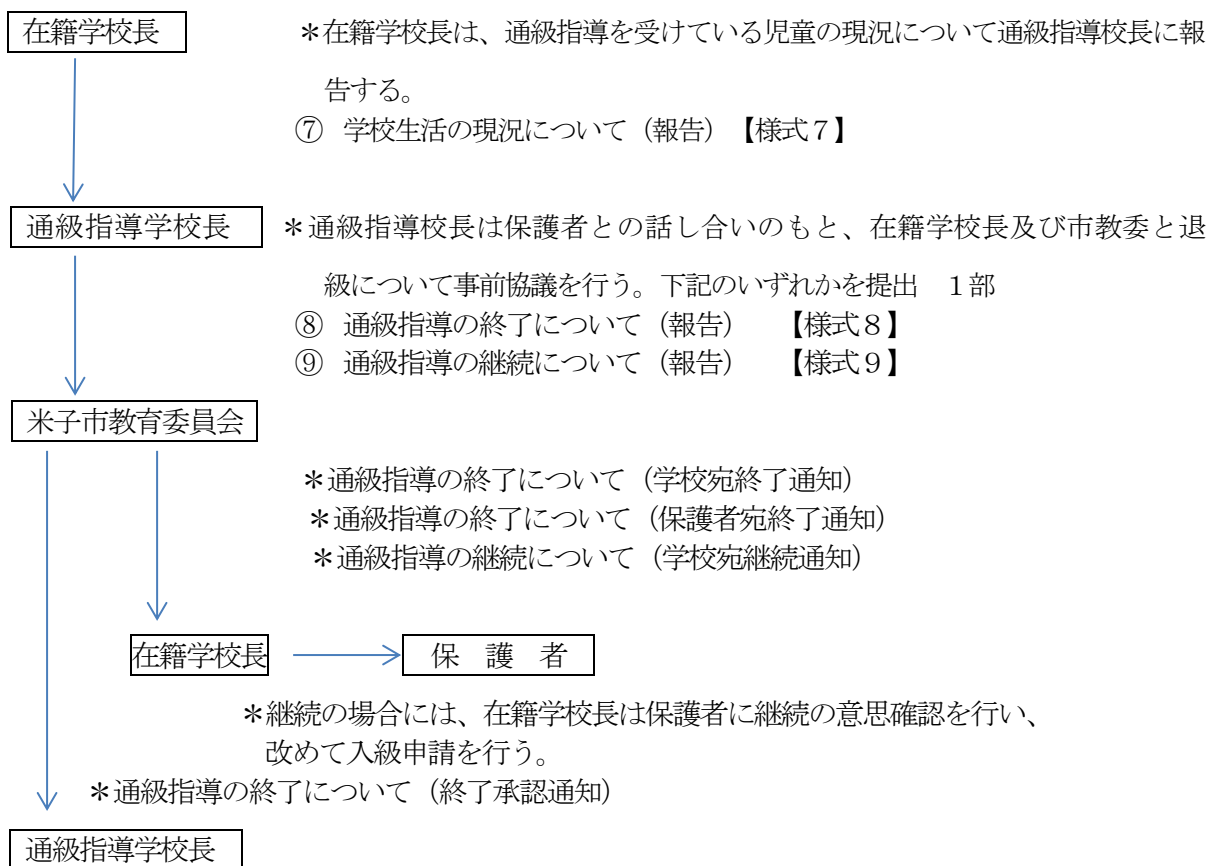 在籍学校長 ＊在籍学校長は、通級指導を受けている児童の現況について通級指導校長に報
告する。
⑦ 学校生活の現況について（報告）【様式７】
通級指導学校長 ＊通級指導校長は保護者との話し合いのもと、在籍学校長及び市教委と退
級について事前協議を行う。下記のいずれかを提出　１部
⑧ 通級指導の終了について（報告）　【様式８】
⑨ 通級指導の継続について（報告）　【様式９】
米子市教育委員会
＊通級指導の終了について（学校宛終了通知）
＊通級指導の終了について（保護者宛終了通知）
＊通級指導の継続について（学校宛継続通知）
在籍学校長　保　護　者
＊継続の場合には、在籍学校長は保護者に継続の意思確認を行い、
改めて入級申請を行う。
＊通級指導の終了について（終了承認通知）
通級指導学校長